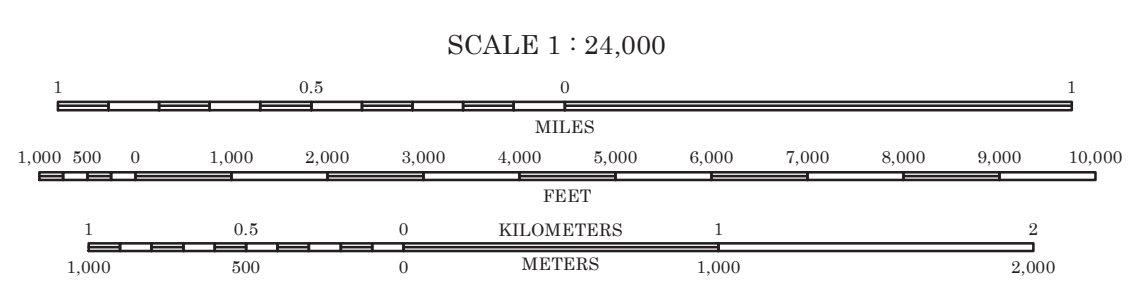 SCALE 1 : 24,000
1 0.5 0 1
MILES
1,000 500 0 1,000 2,000 3,000 4,000 5,000 6,000 7,000 8,000 9,000 10,000
FEET
1 0.5 0 KILOMETERS 1 2
1,000 500 0 METERS 1,000 2,000